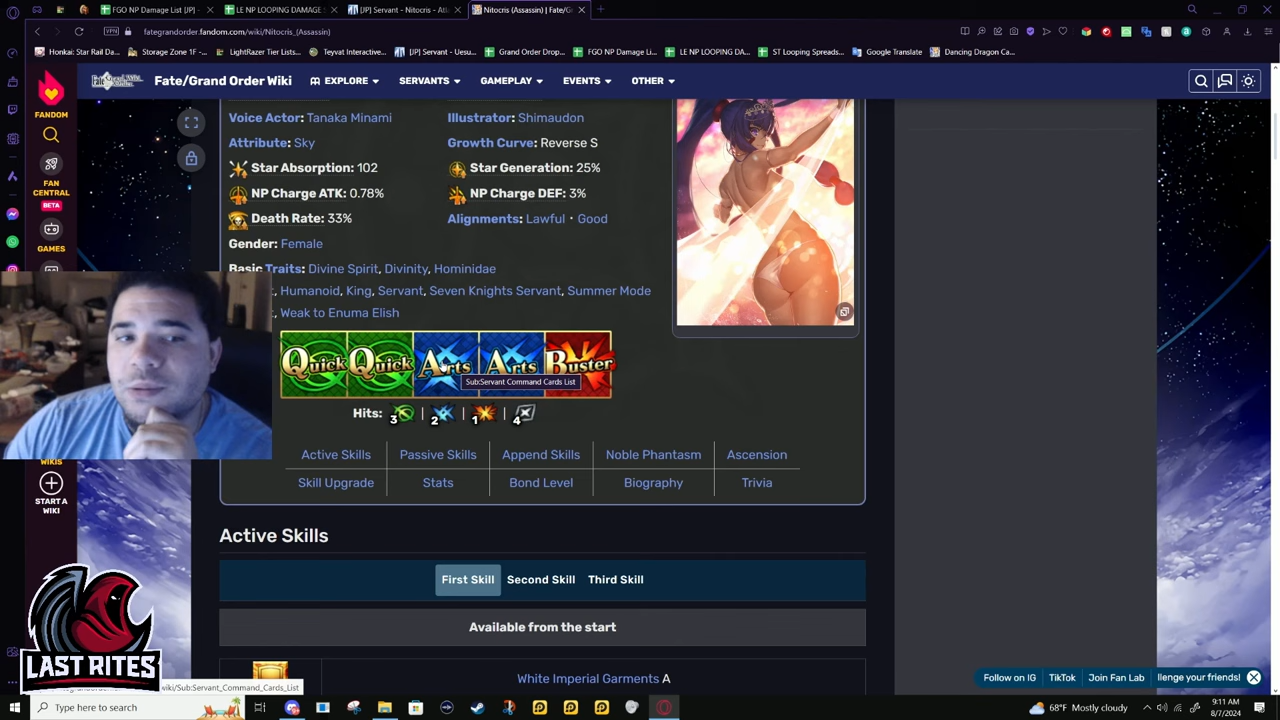 FGO NP Damage List [JP] -
LE NP LOOPING DAMAGE
[JP] Servant - Nitocris - Alt
Nitocris (Assassin) | Fate/G
VPN
fategrandorder.fandom.com/wiki/Nitocris_(Assassin)
Honkai: Star Rail Da...
Storage Zone 1F -...
LightRazer Tier Lists...
Teyvat Interactive...
[JP] Servant - Uesu...
Grand Order Drop...
FGO NP Damage Li...
LE NP LOOPING DA...
ST Looping Spreads...
Google Translate
Dancing Dragon Ca...
Fate/Grand Order Wiki
EXPLORE
SERVANTS
GAMEPLAY
EVENTS
OTHER
FANDOM
FAN CENTRAL
BETA
GAMES
WIKIS
START A WIKI
Voice Actor: Tanaka Minami
Illustrator: Shimaudon
Attribute: Sky
Growth Curve: Reverse S
Star Absorption: 102
Star Generation: 25%
NP Charge ATK: 0.78%
NP Charge DEF: 3%
Death Rate: 33%
Alignments: Lawful・Good
Gender: Female
Basic Traits: Divine Spirit, Divinity, Hominidae
Humanoid, King, Servant, Seven Knights Servant, Summer Mode
Weak to Enuma Elish
Quick Quick Arts Arts Buster
Sub:Servant Command Cards List
Hits: 3 | 2 | 1 | 4
Active Skills
Passive Skills
Append Skills
Noble Phantasm
Ascension
Skill Upgrade
Stats
Bond Level
Biography
Trivia
Active Skills
First Skill
Second Skill
Third Skill
Available from the start
White Imperial Garments A
LAST RITES
wiki/Sub:Servant_Command_Cards_List
Follow on IG
TikTok
Join Fan Lab
llenge your friends!
Type here to search
68°F Mostly cloudy
9:11 AM
8/7/2024